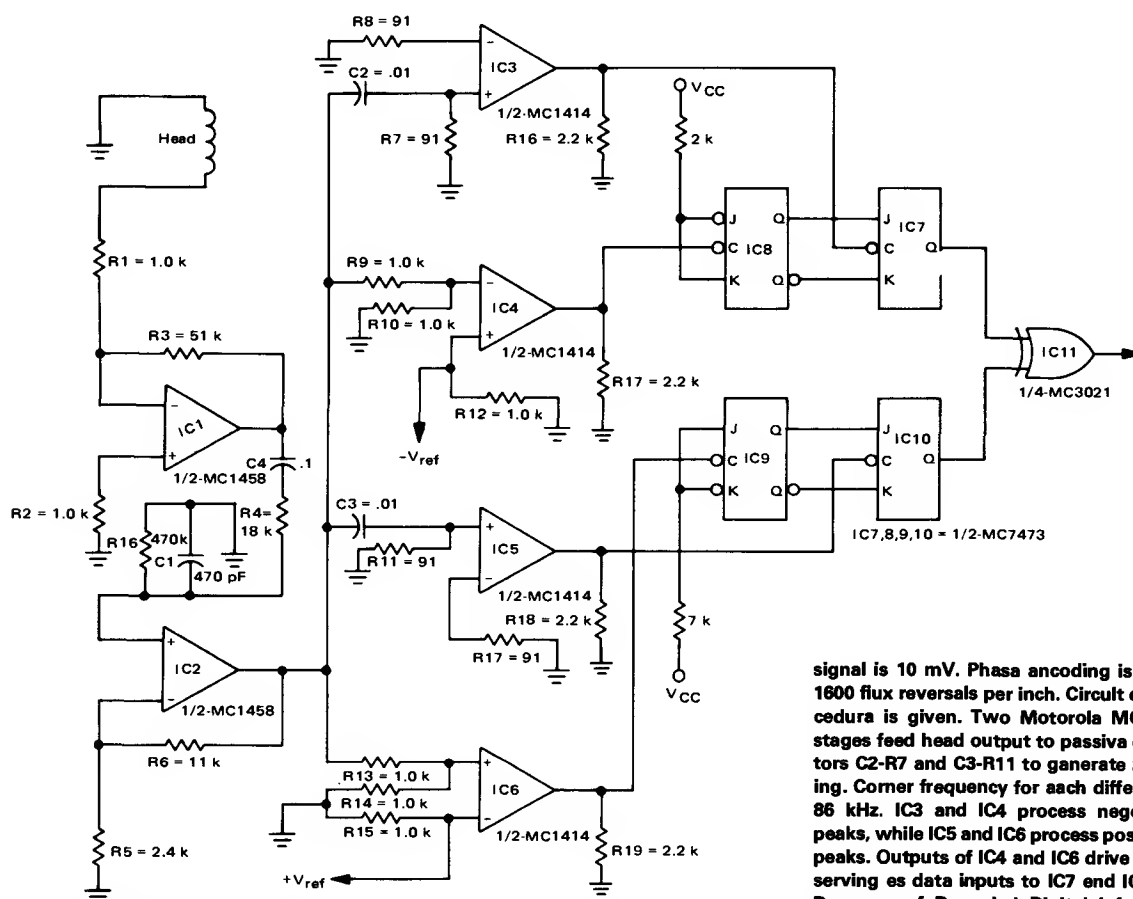 R8 = 91
C2 = .01
IC3
1/2-MC1414
R7 = 91
R16 = 2.2 k
VCC
2 k
Head
R1 = 1.0 k
J
Q
IC8
C
K
Q
J
IC7
C
Q
K
R9 = 1.0 k
R10 = 1.0 k
IC4
1/2-MC1414
R12 = 1.0 k
-Vref
R17 = 2.2 k
R3 = 51 k
IC1
1/2-MC1458
C4
.1
R2 = 1.0 k
R4=
18 k
R16
470k
C1
470 pF
IC11
1/4-MC3021
J
Q
IC9
C
K
Q
J
IC10
C
Q
K
IC7,8,9,10 = 1/2-MC7473
C3 = .01
R11 = 91
IC5
1/2-MC1414
R18 = 2.2 k
R17 = 91
7 k
VCC
IC2
1/2-MC1458
R6 = 11 k
R5 = 2.4 k
R13 = 1.0 k
R14 = 1.0 k
R15 = 1.0 k
IC6
1/2-MC1414
+Vref
R19 = 2.2 k
signal is 10 mV. Phasa ancoding is
1600 flux reversals per inch. Circult
cedura is given. Two Motorola
stages feed head output to passiva
tors C2-R7 and C3-R11 to ganerate
ing. Corner frequency for aach diffe
86 kHz. IC3 and IC4 process nega
peaks, while IC5 and IC6 process pos
peaks. Outputs of IC4 and IC6 drive
serving es data inputs to IC7 end